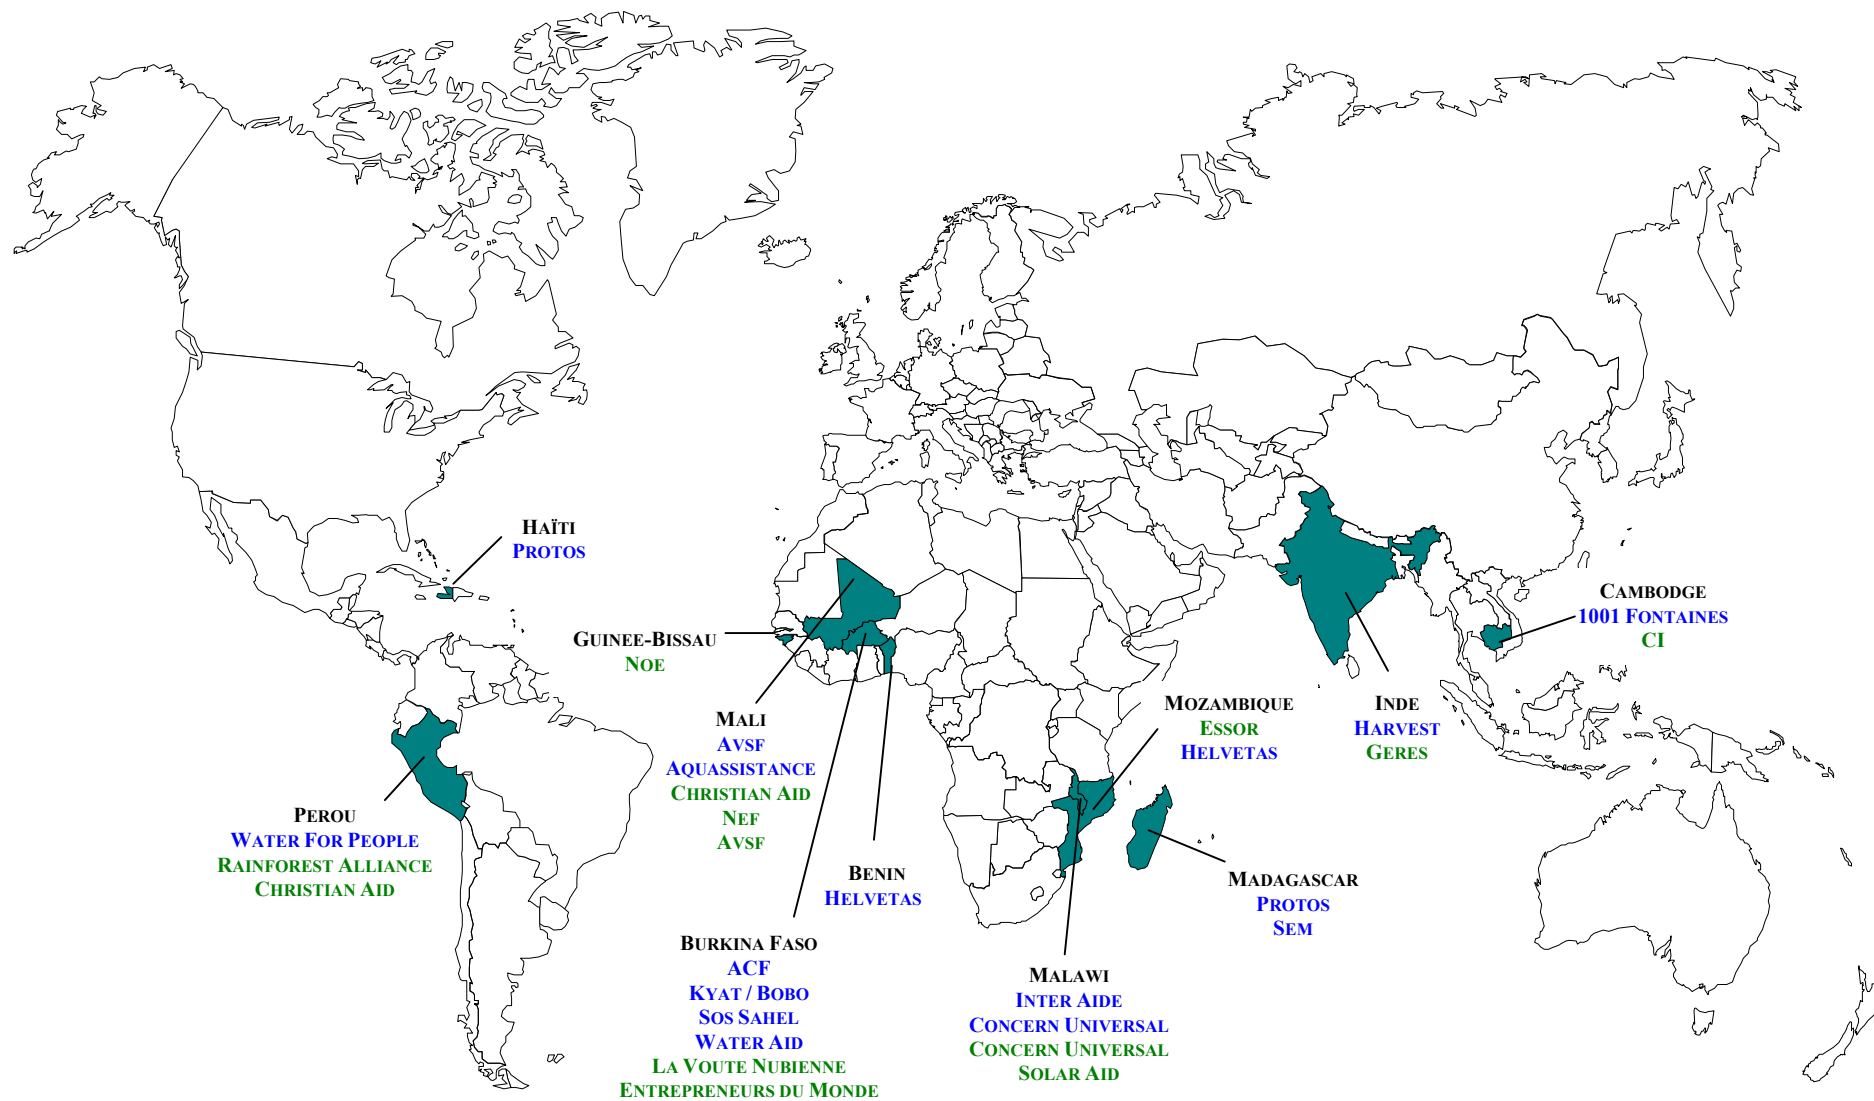 HAÏTI
PROTOS
GUINEE-BISSAU
NOE
MALI
AVSF
AQUASSISTANCE
CHRISTIAN AID
NEF
AVSF
PEROU
WATER FOR PEOPLE
RAINFOREST ALLIANCE
CHRISTIAN AID
BENIN
HELVETAS
BURKINA FASO
ACF
KYAT / BOBO
SOS SAHEL
WATER AID
LA VOUTE NUBIENNE
ENTREPRENEURS DU MONDE
MALAWI
INTER AIDE
CONCERN UNIVERSAL
CONCERN UNIVERSAL
SOLAR AID
MOZAMBIQUE
ESSOR
HELVETAS
MADAGASCAR
PROTOS
SEM
INDE
HARVEST
GERES
CAMBODGE
1001 FONTAINES
CI